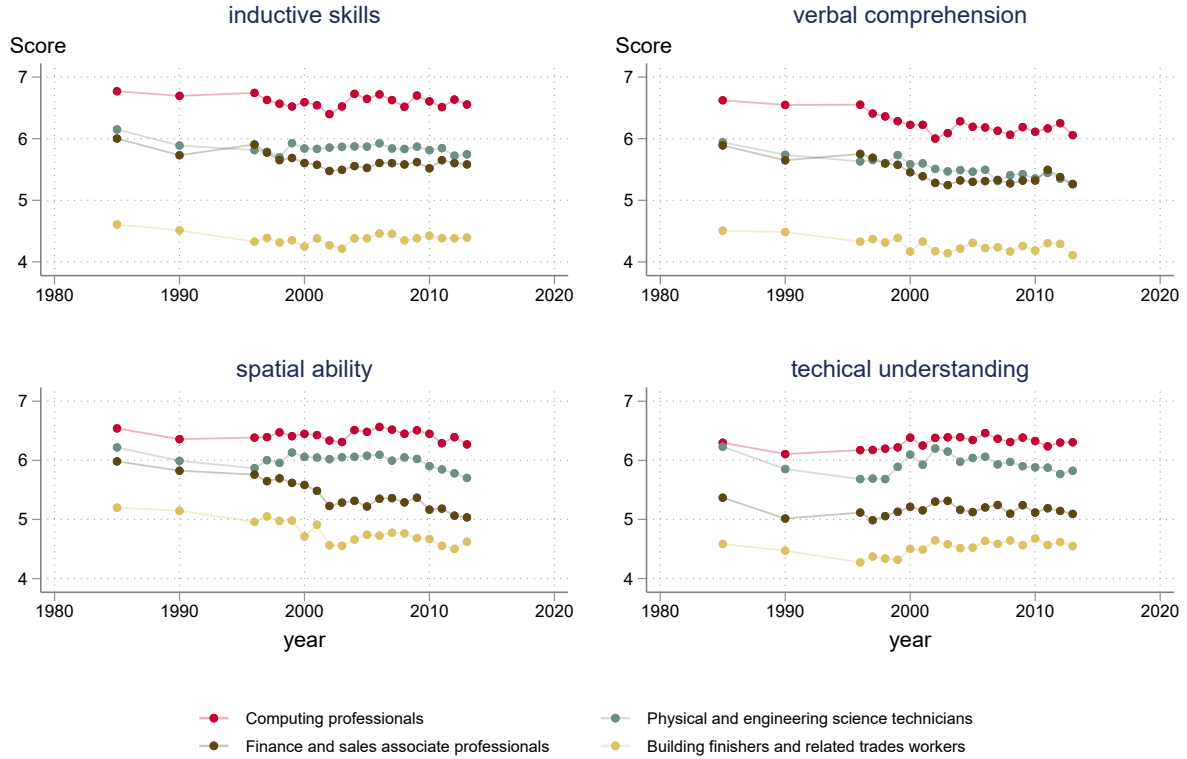 inductive skills
verbal comprehension
Score
Score
7
6
5
4
1980 1990 2000 2010 2020
7
6
5
4
1980 1990 2000 2010 2020
spatial ability
techical understanding
7
6
5
4
1980 1990 2000 2010 2020
year
7
6
5
4
1980 1990 2000 2010 2020
year
Computing professionals
Physical and engineering science technicians
Finance and sales associate professionals
Building finishers and related trades workers